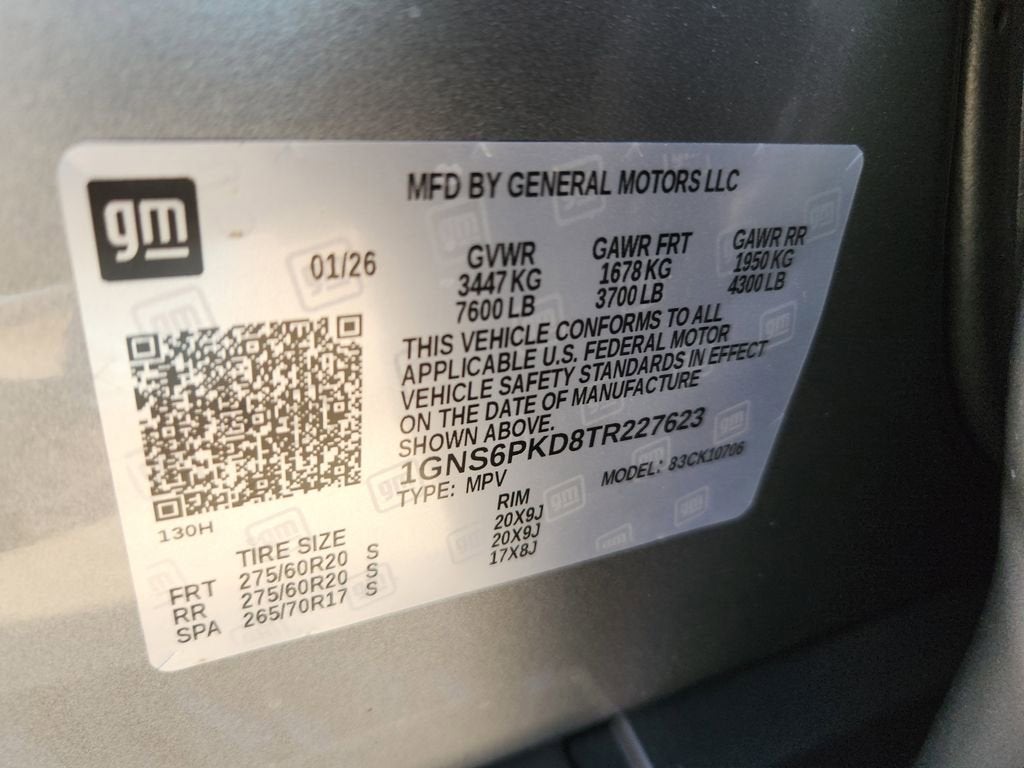 gm
MFD BY GENERAL MOTORS LLC
01/26
GVWR GAWR FRT GAWR RR
3447 KG 1678 KG 1950 KG
7600 LB 3700 LB 4300 LB
THIS VEHICLE CONFORMS TO ALL
APPLICABLE U.S. FEDERAL MOTOR
VEHICLE SAFETY STANDARDS IN EFFECT
ON THE DATE OF MANUFACTURE
SHOWN ABOVE.
1GNS6PKD8TR227623
TYPE: MPV MODEL: 83CK10706
130H
TIRE SIZE RIM
FRT 275/60R20 S 20X9J
RR 275/60R20 S 20X9J
SPA 265/70R17 S 17X8J